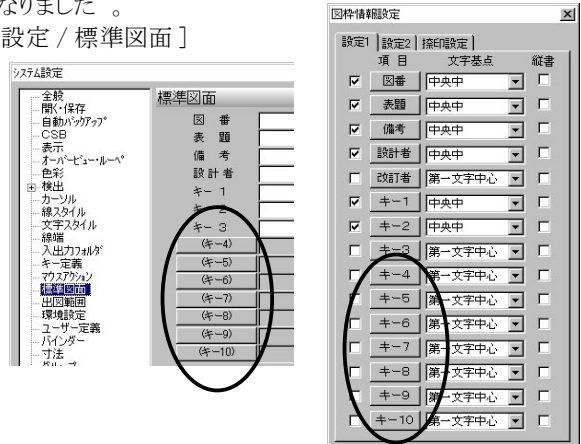 なりました 。
設定 / 標準図面 ]
システム設定
全般
開く・保存
自動バックアップ
CSB
表示
オーバービュー・ルーペ
色彩
検出
カーソル
線スタイル
文字スタイル
線端
入出力フォルダ
キー定義
マウスアクション
標準図面
出図範囲
環境設定
ユーザー定義
バインダー
寸法
標準図面
図 番
表 題
備 考
設 計 者
キー 1
キー 2
キー 3
(キー4)
(キー5)
(キー6)
(キー7)
(キー8)
(キー9)
(キー10)
図枠情報設定
設定1 設定2 捺印設定
項 目 文字基点 縦書
図番 中央中
表題 中央中
備考 中央中
設計者 中央中
改訂者 第一文字中心
キー1 中央中
キー2 中央中
キー3 第一文字中心
キー4 第一文字中心
キー5 第一文字中心
キー6 第一文字中心
キー7 第一文字中心
キー8 第一文字中心
キー9 第一文字中心
キー10 第一文字中心